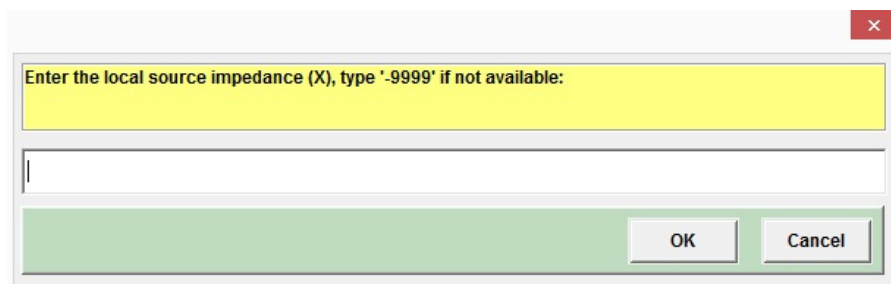 Enter the local source impedance (X), type '-9999' if not available:
OK Cancel